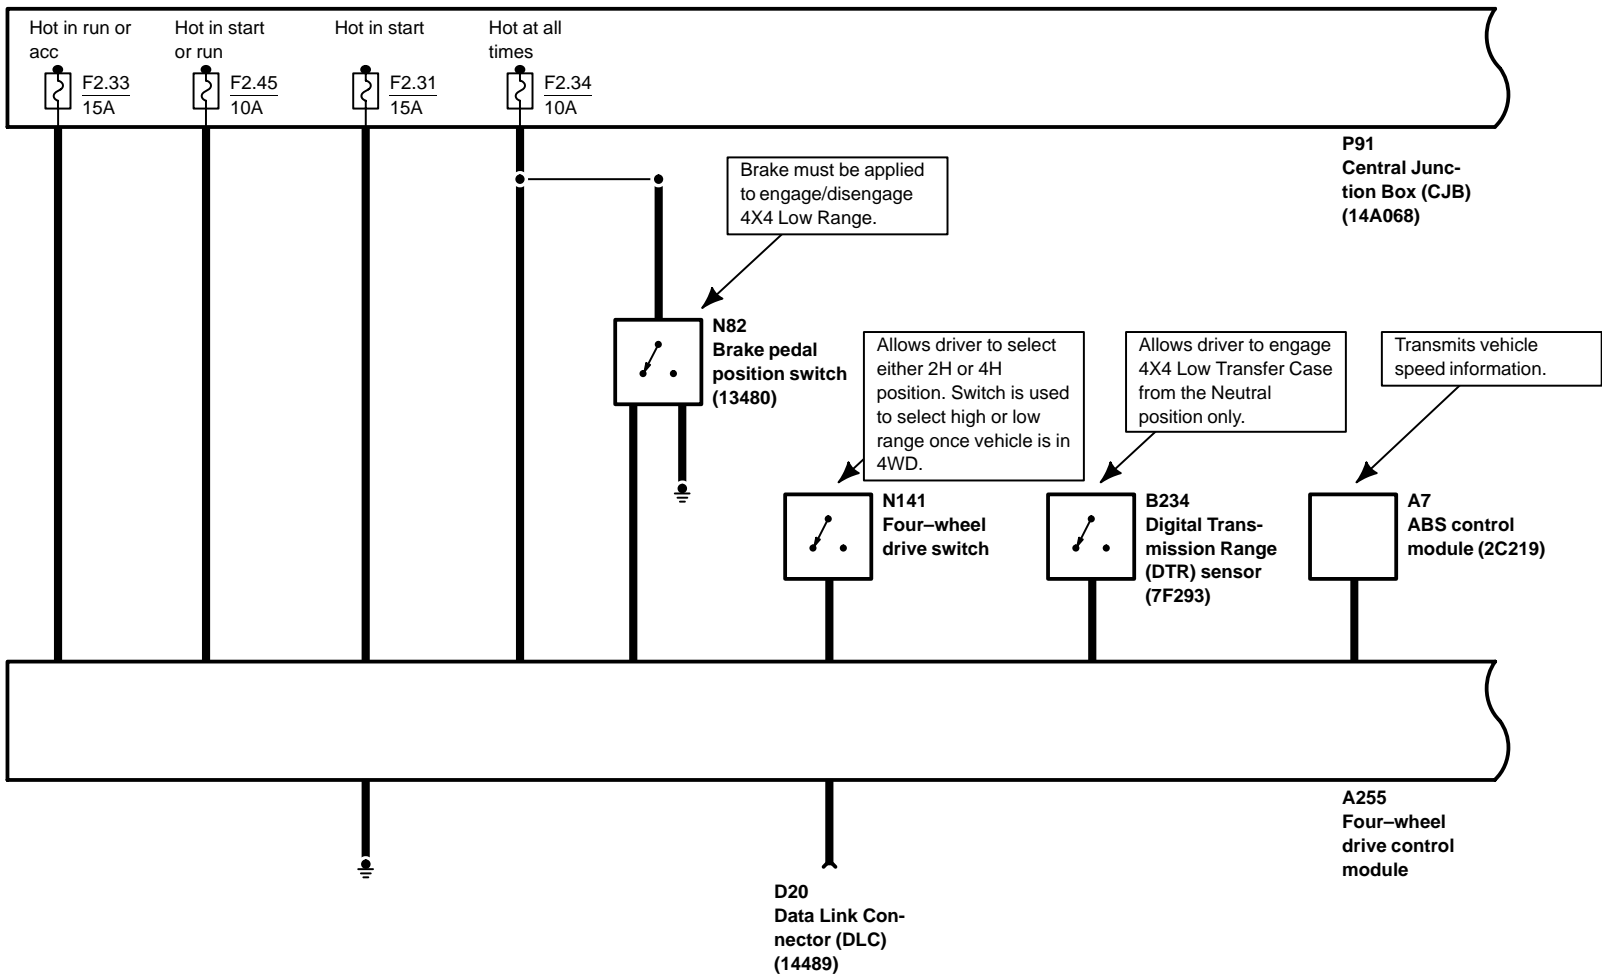 Hot in run or
acc
Hot in start
or run
Hot in start
Hot at all
times
F2.33
15A
F2.45
10A
F2.31
15A
F2.34
10A
P91
Central Junc-
tion Box (CJB)
(14A068)
Brake must be applied
to engage/disengage
4X4 Low Range.
N82
Brake pedal
position switch
(13480)
Allows driver to select
either 2H or 4H
position. Switch is used
to select high or low
range once vehicle is in
4WD.
Allows driver to engage
4X4 Low Transfer Case
from the Neutral
position only.
Transmits vehicle
speed information.
N141
Four–wheel
drive switch
B234
Digital Trans-
mission Range
(DTR) sensor
(7F293)
A7
ABS control
module (2C219)
A255
Four–wheel
drive control
module
D20
Data Link Con-
nector (DLC)
(14489)